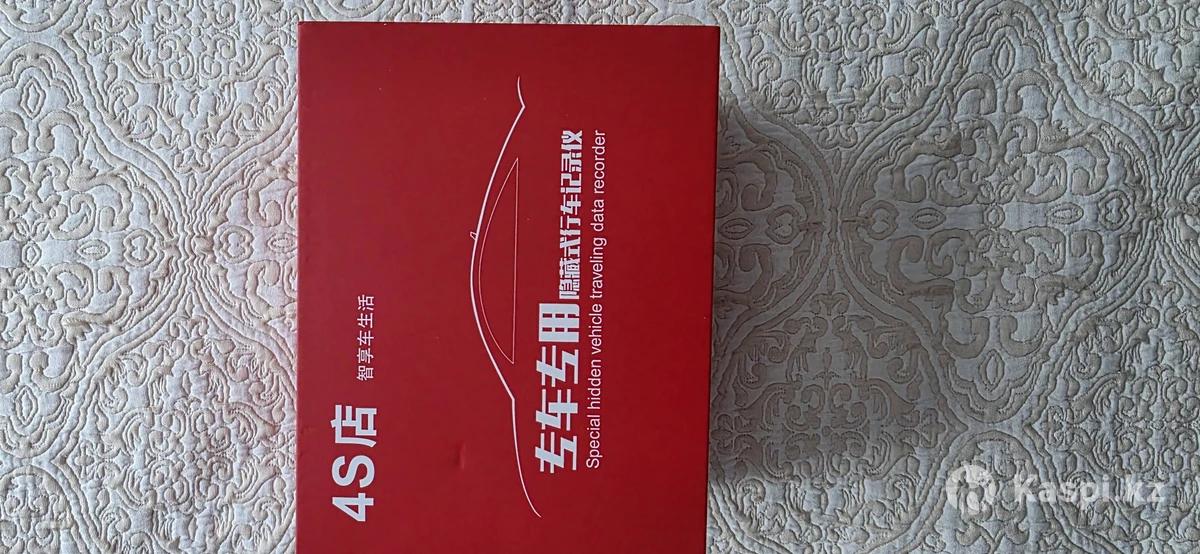 4S店
智享车生活
专车专用隐藏式行车记录仪
Special hidden vehicle traveling data recorder
Kaspi.kz